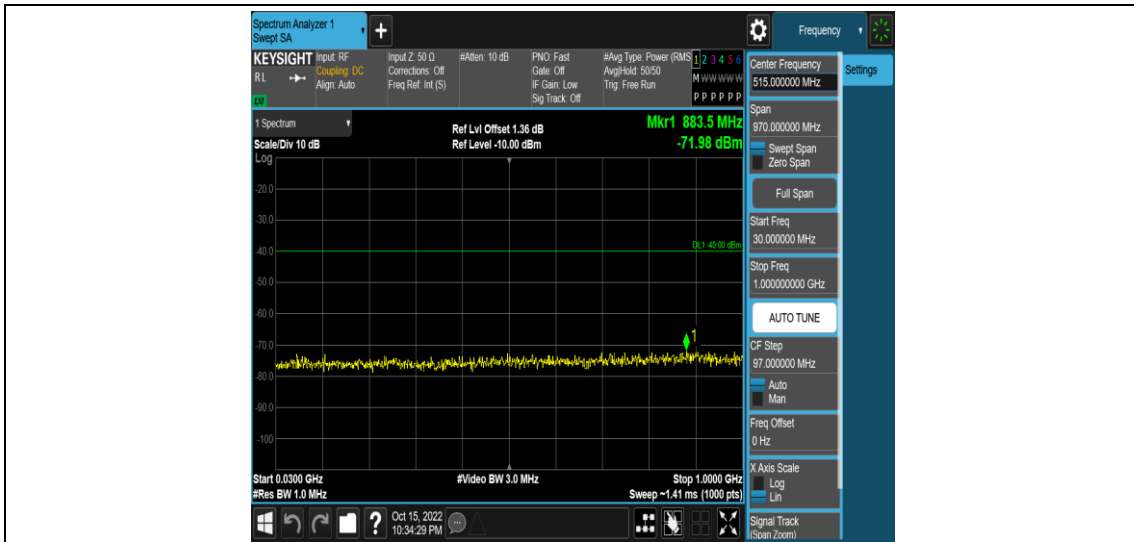 Spectrum Analyzer 1
Swept SA
+
Frequency
KEYSIGHT
RL
LXI
Input: RF
Coupling: DC
Align: Auto
Input Z: 50 Ω
Corrections: Off
Freq Ref: Int (S)
#Atten: 10 dB
PNO: Fast
Gate: Off
IF Gain: Low
Sig Track: Off
#Avg Type: Power (RMS
Avg|Hold: 50/50
Trig: Free Run
1 2 3 4 5 6
M W W W W W
P P P P P P
Center Frequency
515.000000 MHz
Settings
Span
970.000000 MHz
Swept Span
Zero Span
Full Span
Start Freq
30.000000 MHz
Stop Freq
1.000000000 GHz
AUTO TUNE
CF Step
97.000000 MHz
Auto
Man
Freq Offset
0 Hz
X Axis Scale
Log
Lin
Signal Track
(Span Zoom)
1 Spectrum
Scale/Div 10 dB
Log
Ref Lvl Offset 1.36 dB
Ref Level -10.00 dBm
Mkr1 883.5 MHz
-71.98 dBm
-20.0
-30.0
DL1 -40.00 dBm
-40.0
-50.0
-60.0
1
-70.0
-80.0
-90.0
-100
Start 0.0300 GHz
#Res BW 1.0 MHz
#Video BW 3.0 MHz
Stop 1.0000 GHz
Sweep ~1.41 ms (1000 pts)
?
Oct 15, 2022
10:34:29 PM